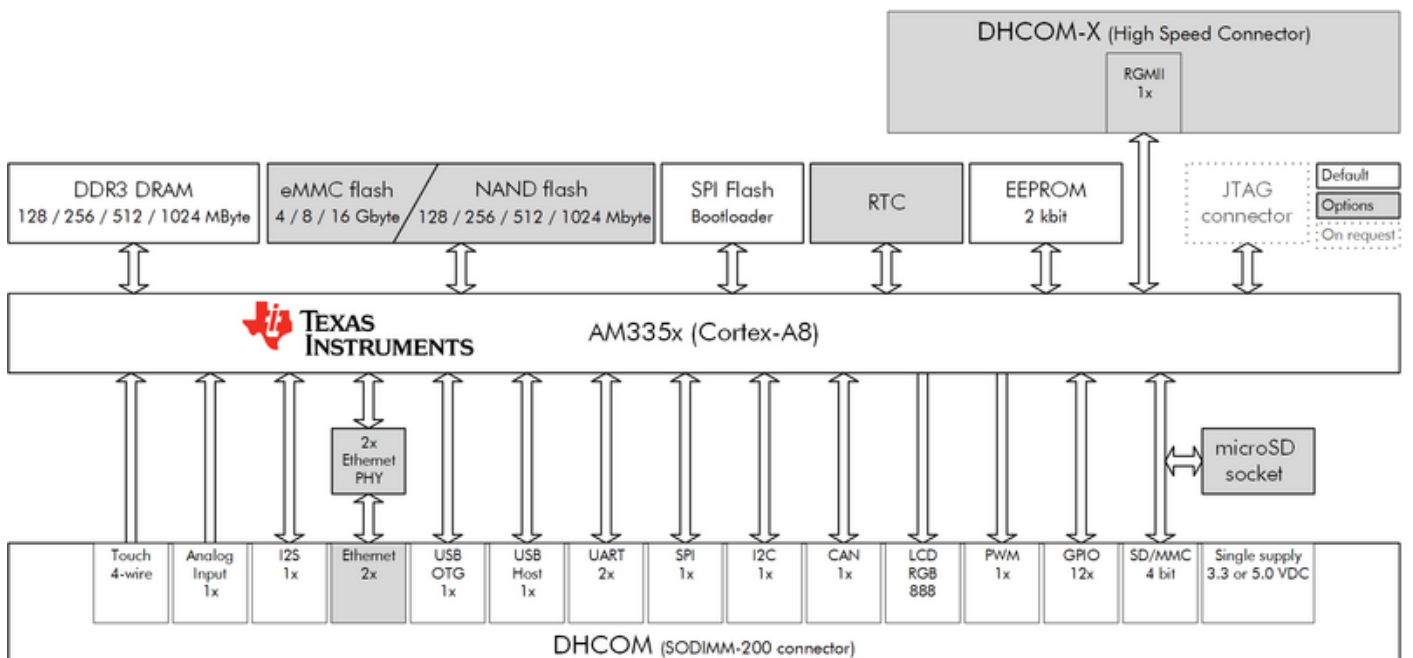 DHCOM-X (High Speed Connector)
RGMII
1x
DDR3 DRAM
128 / 256 / 512 / 1024 MByte
eMMC flash
4 / 8 / 16 Gbyte
NAND flash
128 / 256 / 512 / 1024 Mbyte
SPI Flash
Bootloader
RTC
EEPROM
2 kbit
JTAG
connector
Default
Options
On request
TEXAS
INSTRUMENTS
AM335x (Cortex-A8)
2x
Ethernet
PHY
microSD
socket
Touch
4-wire
Analog
Input
1x
I2S
1x
Ethernet
2x
USB
OTG
1x
USB
Host
1x
UART
2x
SPI
1x
I2C
1x
CAN
1x
LCD
RGB
888
PWM
1x
GPIO
12x
SD/MMC
4 bit
Single supply
3.3 or 5.0 VDC
DHCOM (SODIMM-200 connector)